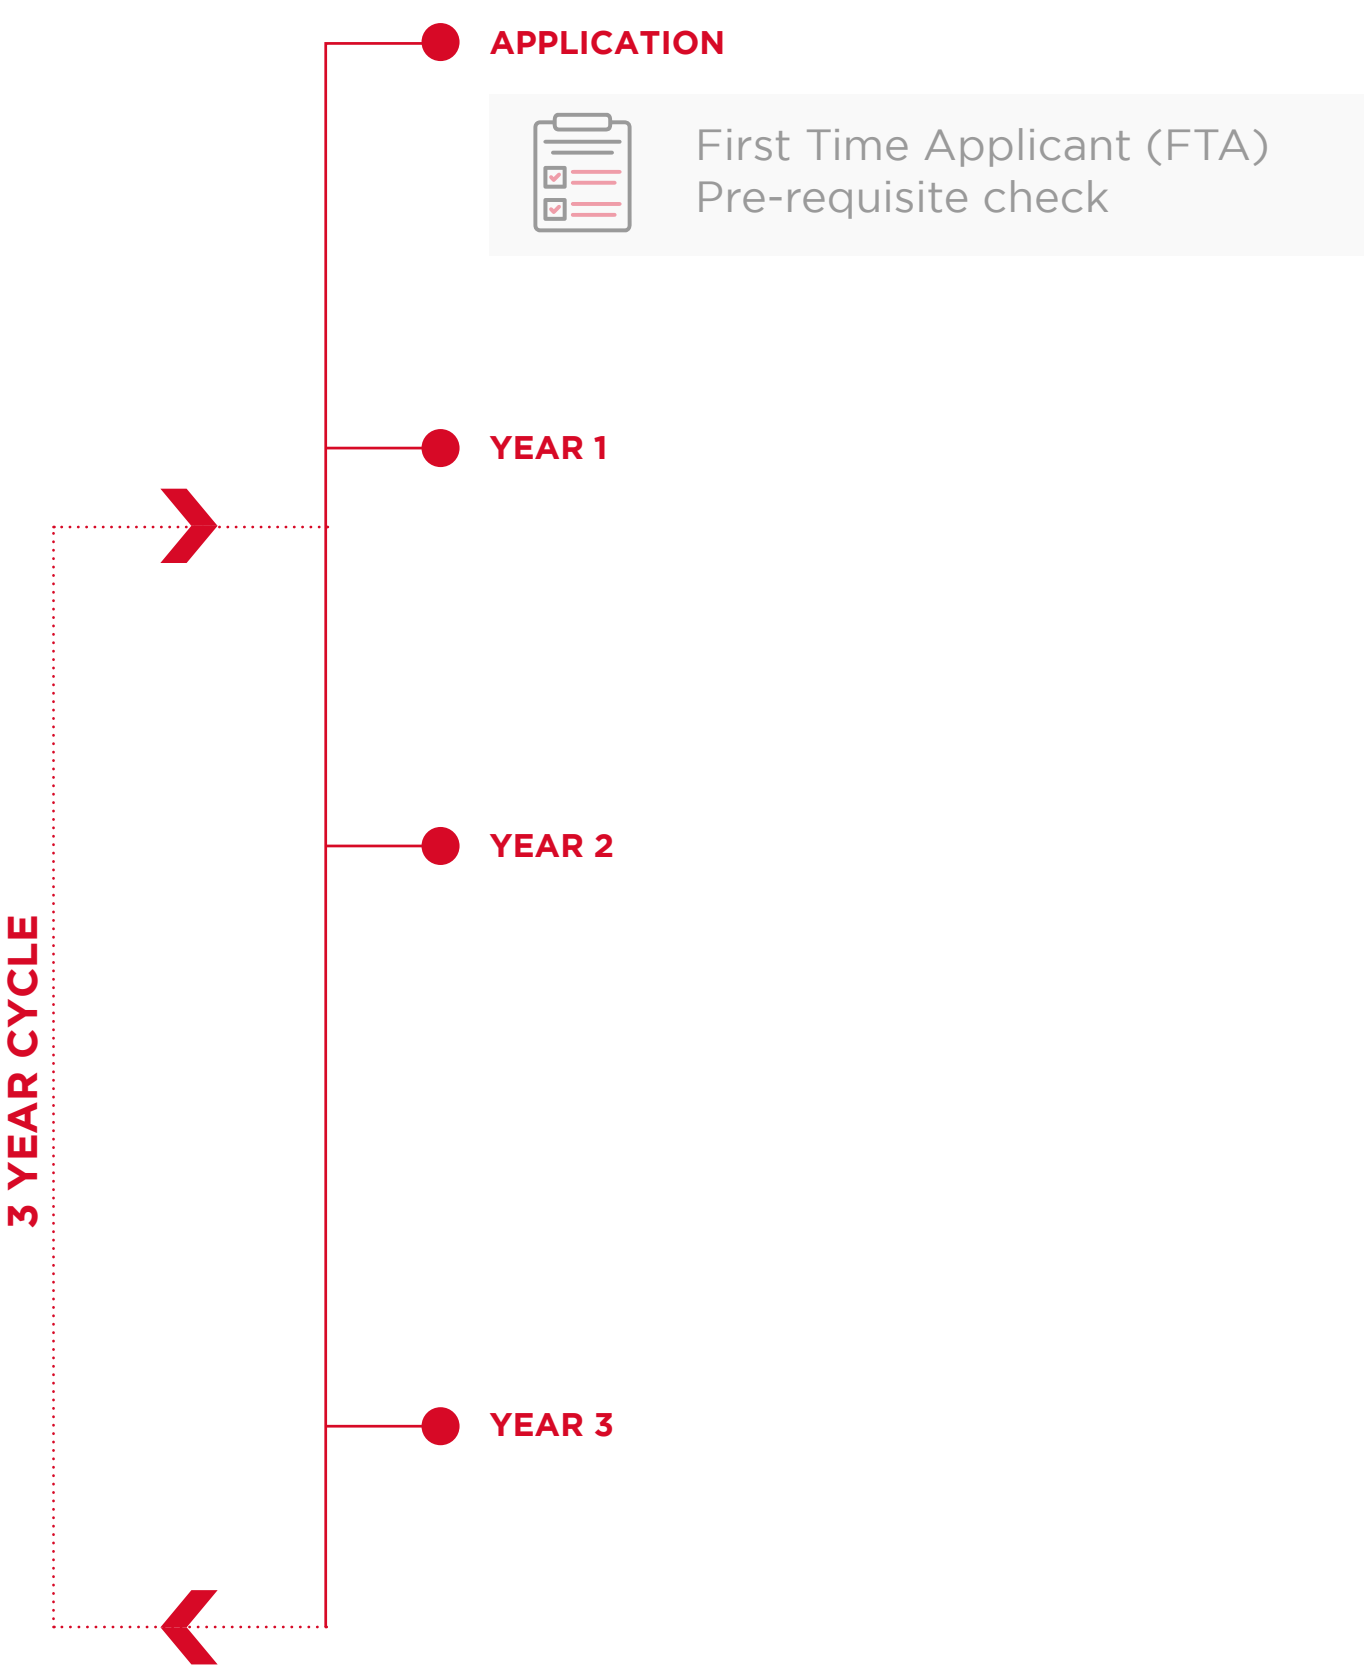 APPLICATION
First Time Applicant (FTA)
Pre-requisite check
YEAR 1
YEAR 2
3 YEAR CYCLE
YEAR 3